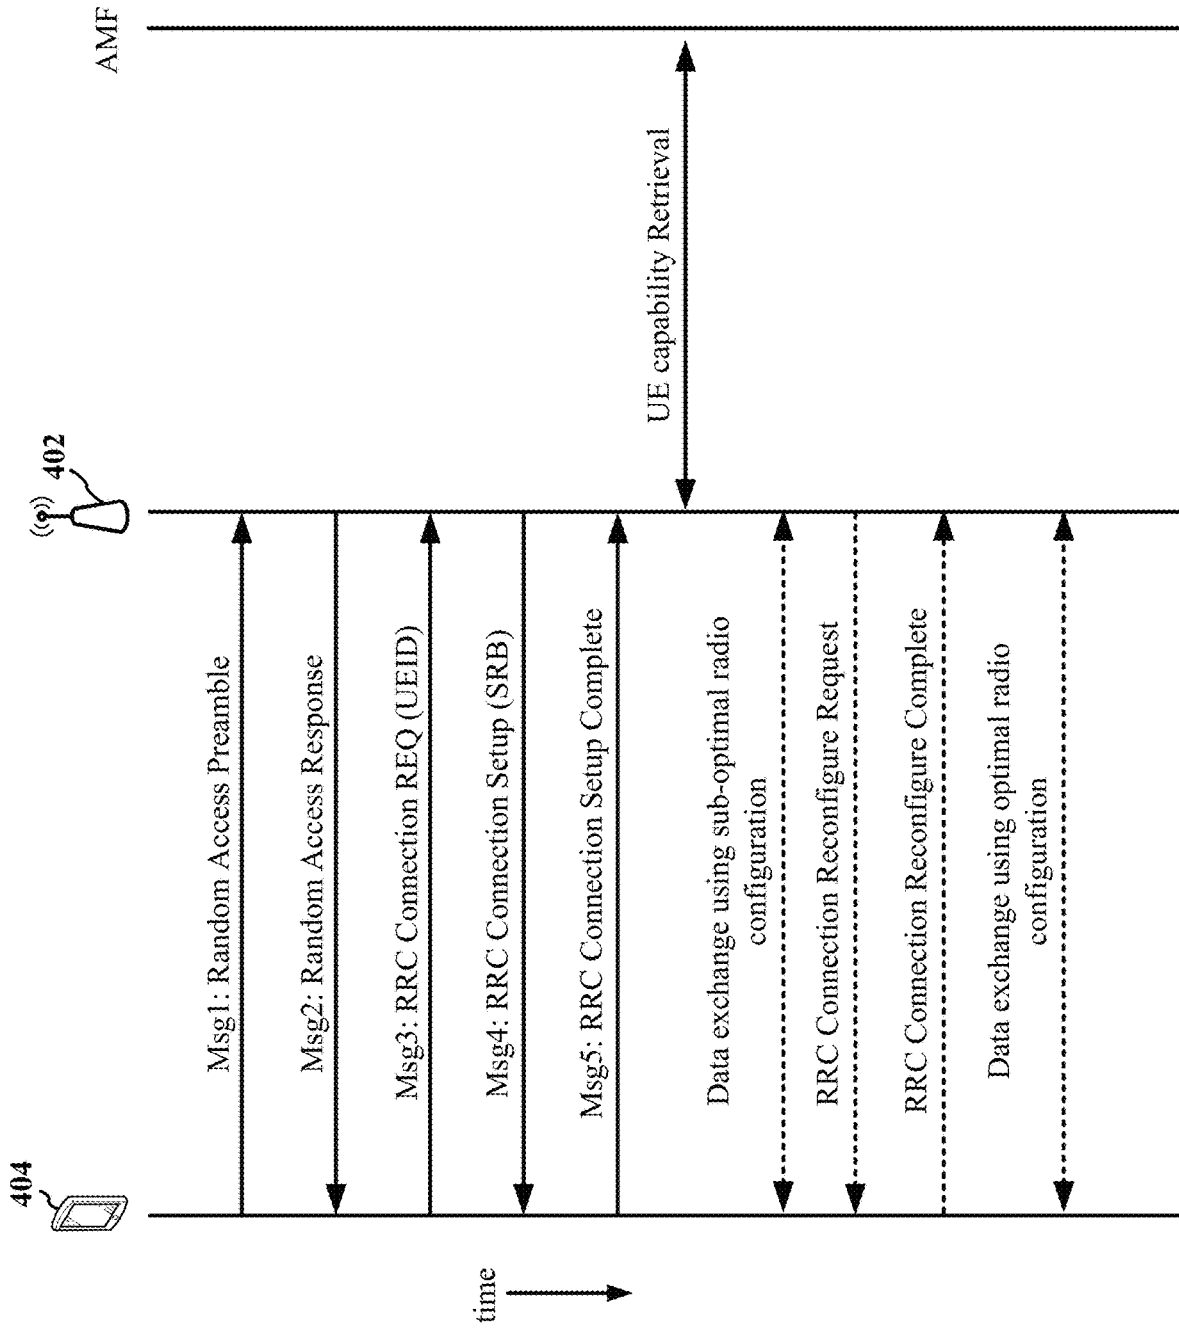 404
402
AMF
time
Msg1: Random Access Preamble
Msg2: Random Access Response
Msg3: RRC Connection REQ (UEID)
Msg4: RRC Connection Setup (SRB)
Msg5: RRC Connection Setup Complete
UE capability Retrieval
Data exchange using sub-optimal radio
configuration
RRC Connection Reconfigure Request
RRC Connection Reconfigure Complete
Data exchange using optimal radio
configuration